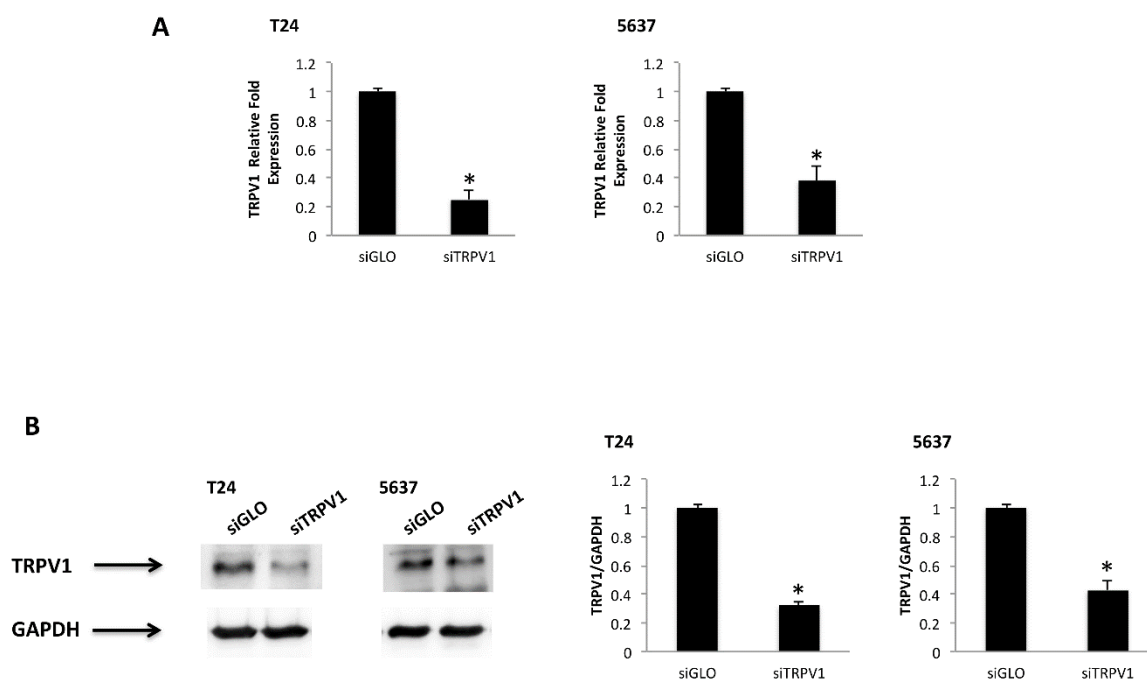 A
T24
TRPV1 Relative Fold
Expression
1.2
1
0.8
0.6
0.4
0.2
0
*
siGLO
siTRPV1
5637
TRPV1 Relative Fold
Expression
1.2
1
0.8
0.6
0.4
0.2
0
*
siGLO
siTRPV1
B
T24
siGLO
siTRPV1
5637
siGLO
siTRPV1
TRPV1
GAPDH
T24
TRPV1/GAPDH
1.2
1
0.8
0.6
0.4
0.2
0
*
siGLO
siTRPV1
5637
TRPV1/GAPDH
1.2
1
0.8
0.6
0.4
0.2
0
*
siGLO
siTRPV1